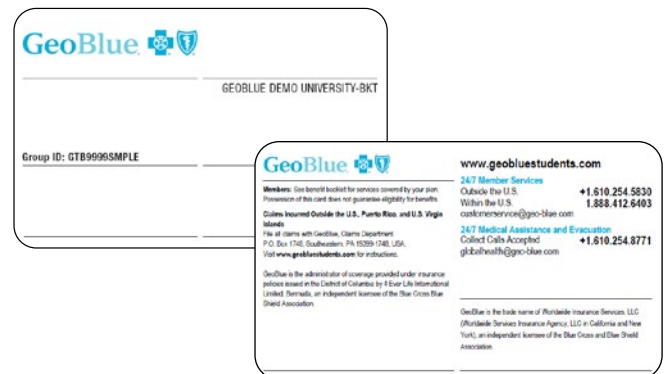 GeoBlue
GEOBLUE DEMO UNIVERSITY-BKT
Group ID: GTB9999SMPLE
GeoBlue
Members: See benefit booklet for services covered by your plan.
Possession of this card does not guarantee eligibility for benefits.
Claims Incurred Outside the U.S., Puerto Rico, and U.S. Virgin
Islands
File all claims with GeoBlue, Claims Department
P.O. Box 1748, Southeastern, PA 19399-1748, USA.
Visit www.geobluestudents.com for instructions.
GeoBlue is the administrator of coverage provided under insurance
policies issued in the District of Columbia by 4 Ever Life International
Limited, Bermuda, an independent licensee of the Blue Cross Blue
Shield Association.
www.geobluestudents.com
24/7 Member Services
Outside the U.S. +1.610.254.5830
Within the U.S. 1.888.412.6403
customerservice@geo-blue.com
24/7 Medical Assistance and Evacuation
Collect Calls Accepted +1.610.254.8771
globalhealth@geo-blue.com
GeoBlue is the trade name of Worldwide Insurance Services, LLC
(Worldwide Services Insurance Agency, LLC in California and New
York), an independent licensee of the Blue Cross and Blue Shield
Association.